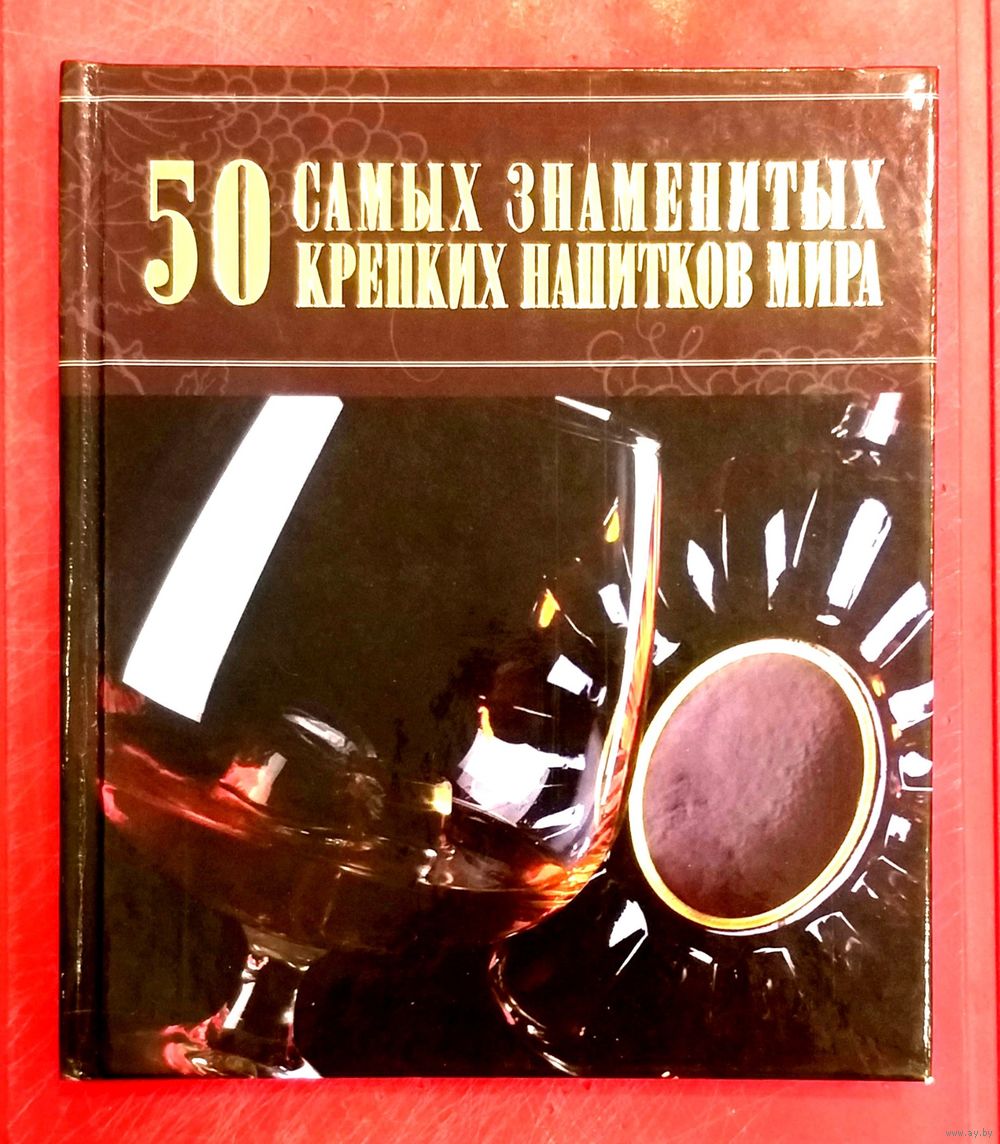 50 САМЫХ ЗНАМЕНИТЫХ
КРЕПКИХ НАПИТКОВ МИРА
www.ay.by